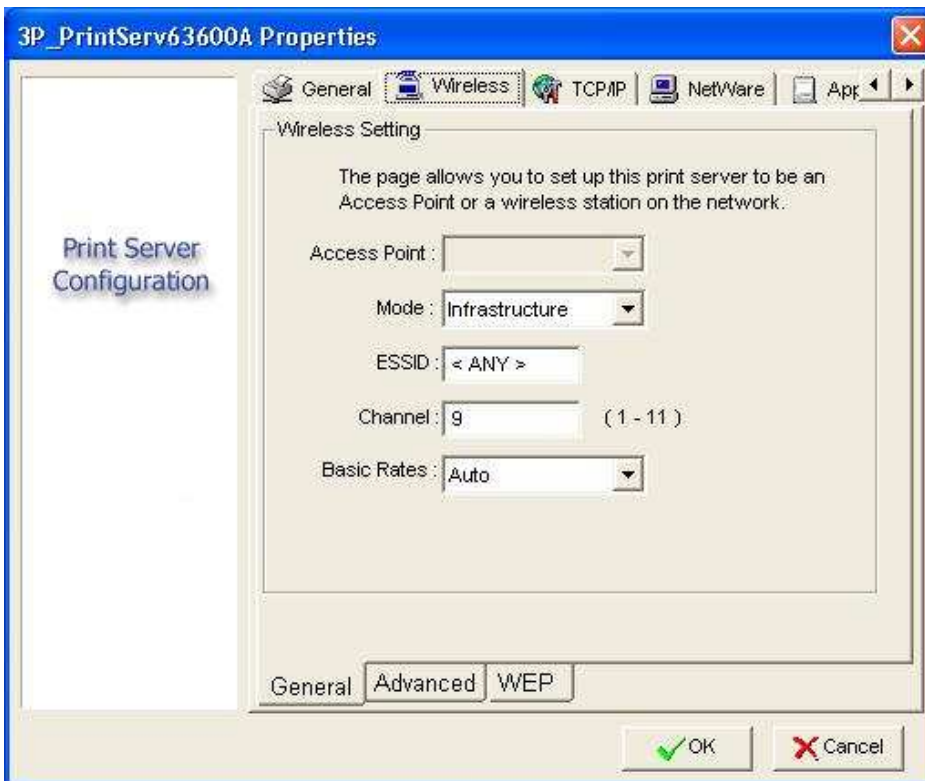 3P_PrintServ63600A Properties
General Wireless TCP/IP NetWare App
Print Server
Configuration
Wireless Setting
The page allows you to set up this print server to be an
Access Point or a wireless station on the network.
Access Point :
Mode : Infrastructure
ESSID : < ANY >
Channel : 9 ( 1 - 11 )
Basic Rates : Auto
General Advanced WEP
OK Cancel